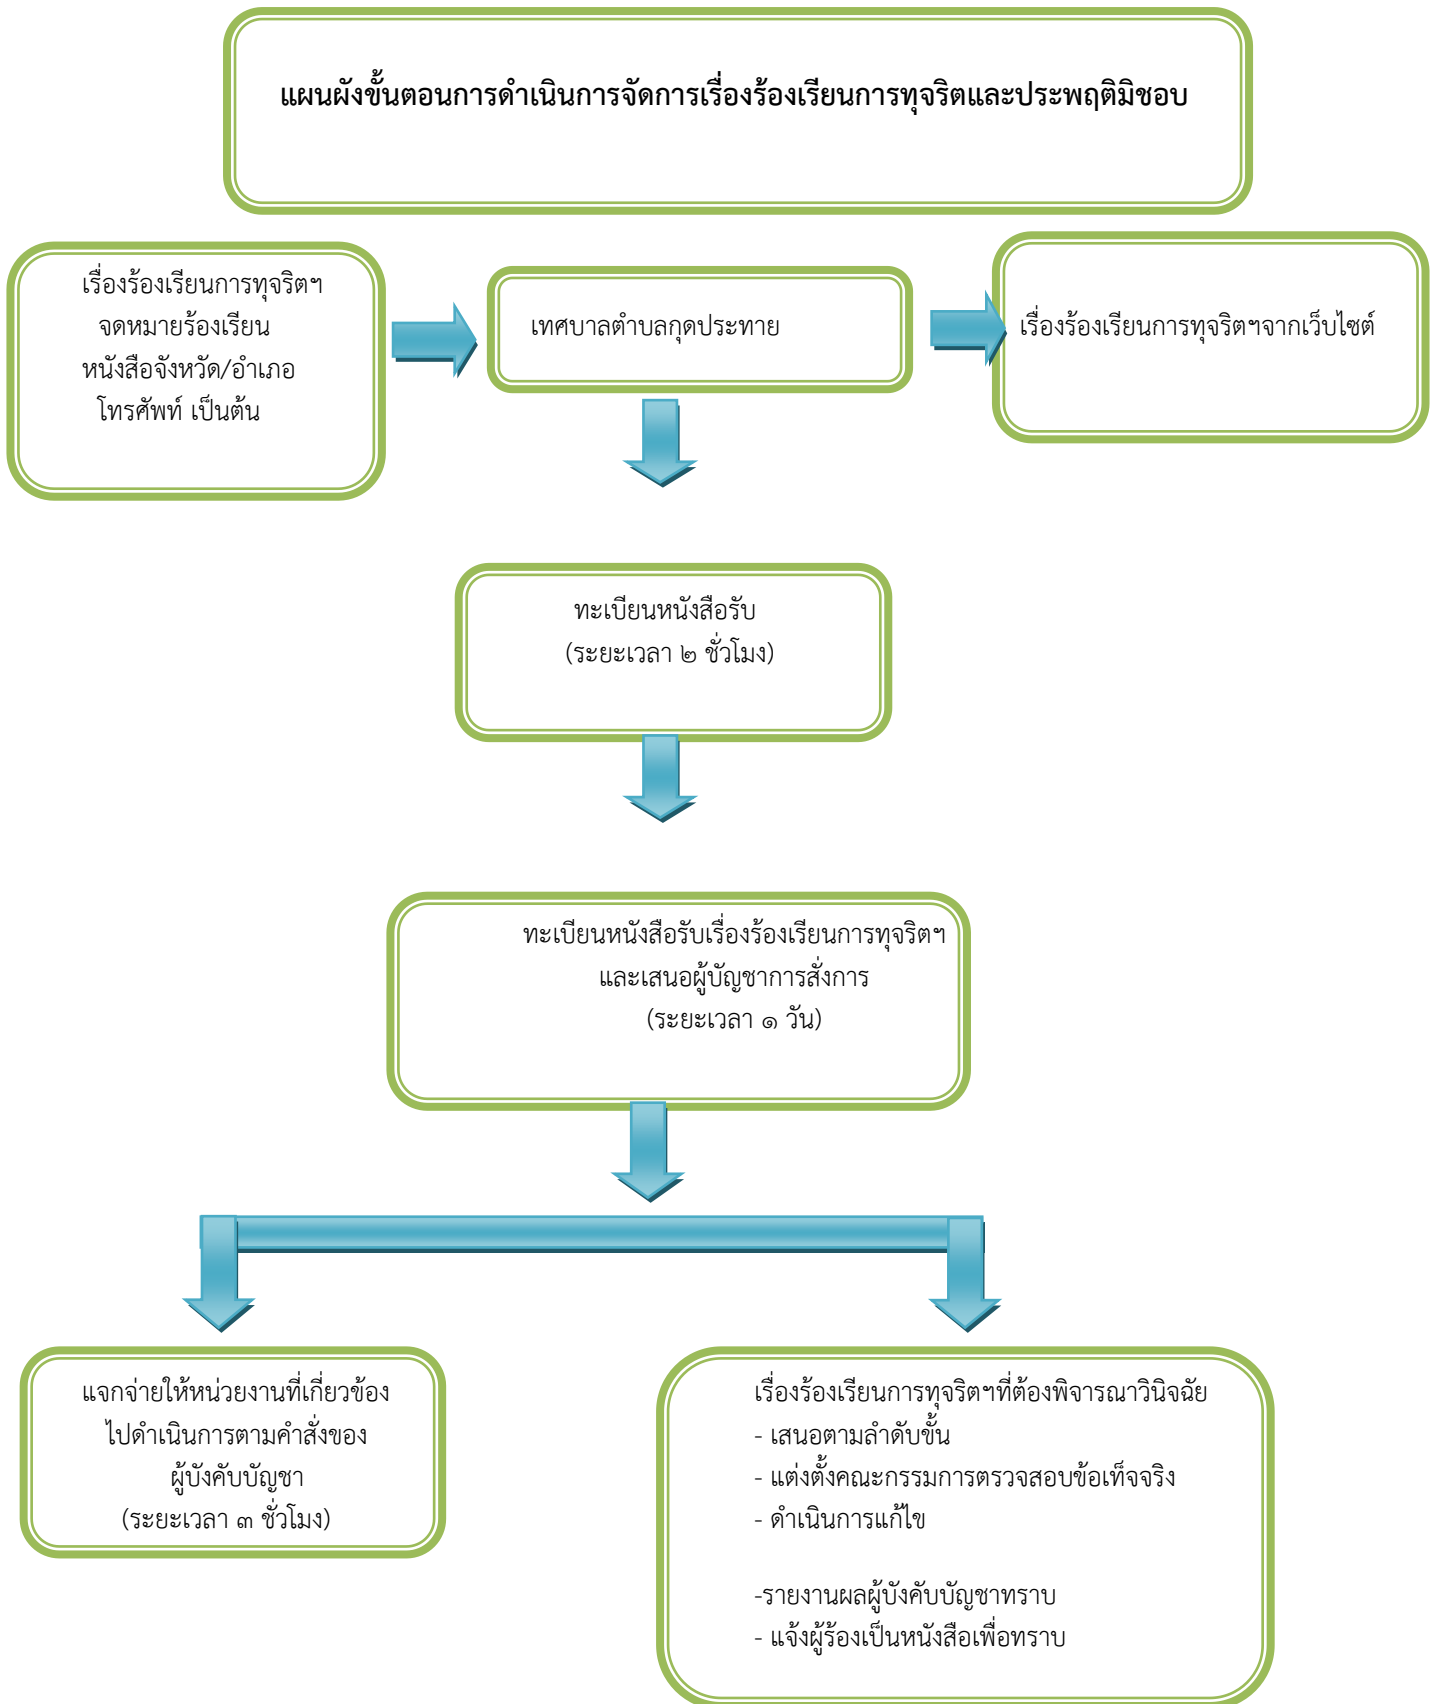 แผนผังขั้นตอนการดำเนินการจัดการเรื่องร้องเรียนการทุจริตและประพฤติมิชอบ
เรื่องร้องเรียนการทุจริตฯ
จดหมายร้องเรียน
หนังสือจังหวัด/อำเภอ
โทรศัพท์ เป็นต้น
เทศบาลตำบลกุดประทาย
เรื่องร้องเรียนการทุจริตฯจากเว็บไซต์
ทะเบียนหนังสือรับ
(ระยะเวลา ๒ ชั่วโมง)
ทะเบียนหนังสือรับเรื่องร้องเรียนการทุจริตฯ
และเสนอผู้บัญชาการสั่งการ
(ระยะเวลา ๑ วัน)
แจกจ่ายให้หน่วยงานที่เกี่ยวข้อง
ไปดำเนินการตามคำสั่งของ
ผู้บังคับบัญชา
(ระยะเวลา ๓ ชั่วโมง)
เรื่องร้องเรียนการทุจริตฯที่ต้องพิจารณาวินิจฉัย
- เสนอตามลำดับขั้น
- แต่งตั้งคณะกรรมการตรวจสอบข้อเท็จจริง
- ดำเนินการแก้ไข
-รายงานผลผู้บังคับบัญชาทราบ
- แจ้งผู้ร้องเป็นหนังสือเพื่อทราบ